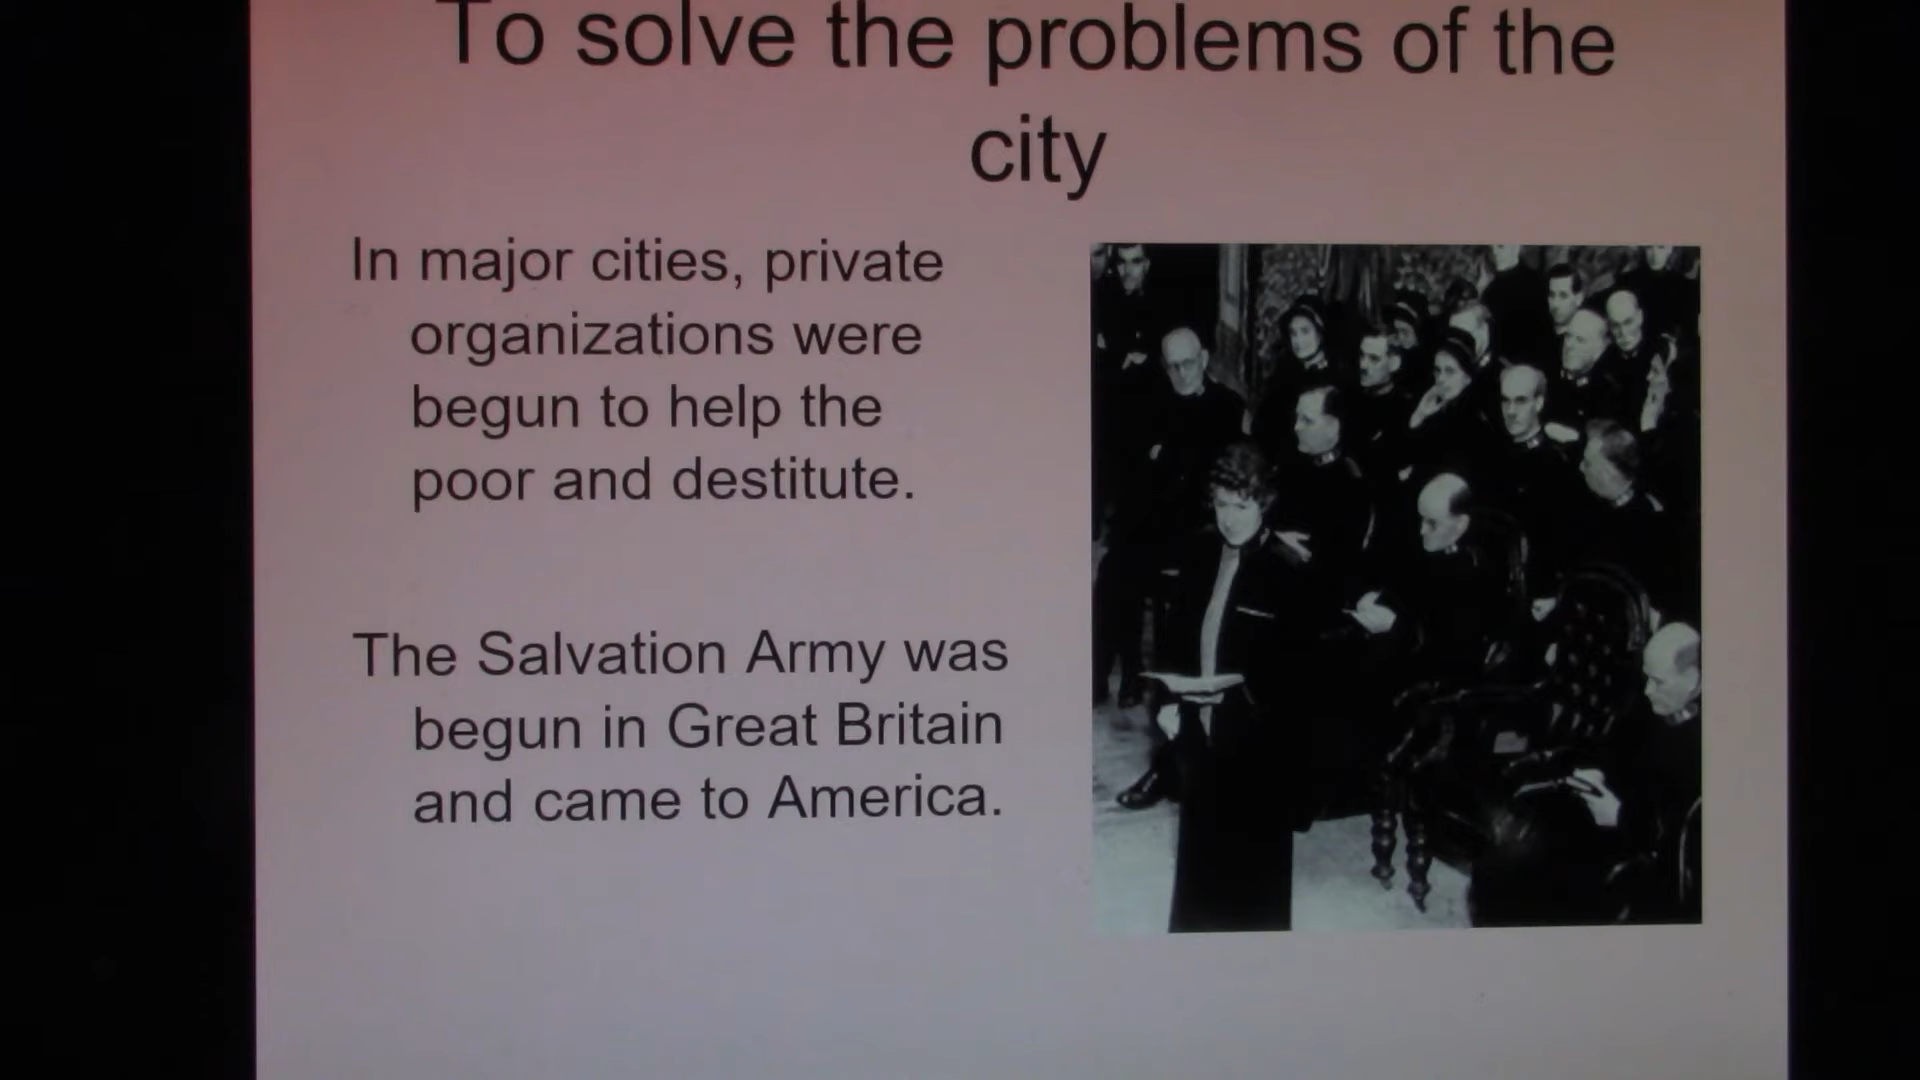 To solve the problems of the
city
In major cities, private
organizations were
begun to help the
poor and destitute.
The Salvation Army was
begun in Great Britain
and came to America.